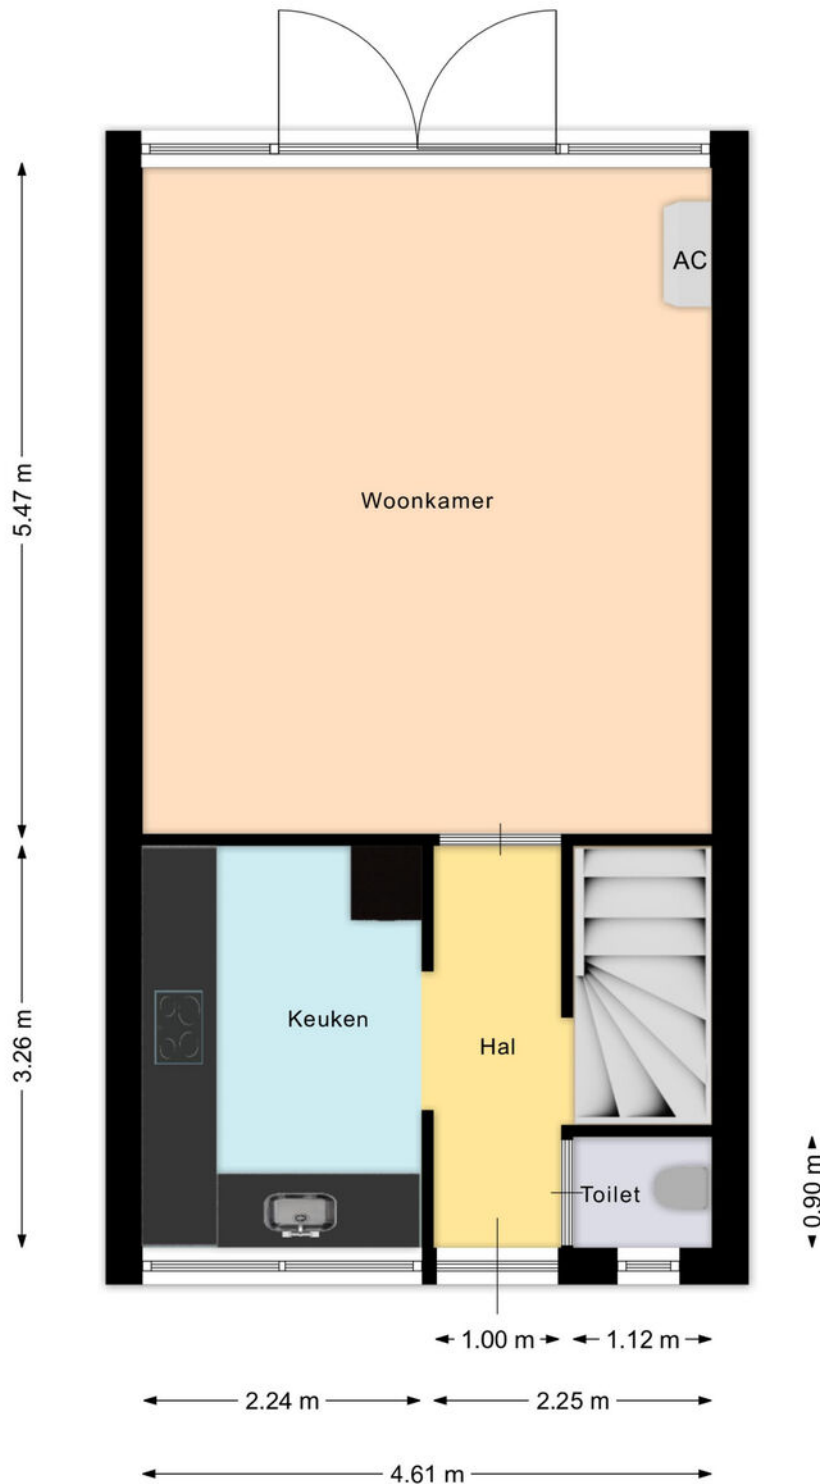 AC
5.47 m
Woonkamer
3.26 m
Keuken
Hal
Toilet
0.90 m
1.00 m
1.12 m
2.24 m
2.25 m
4.61 m